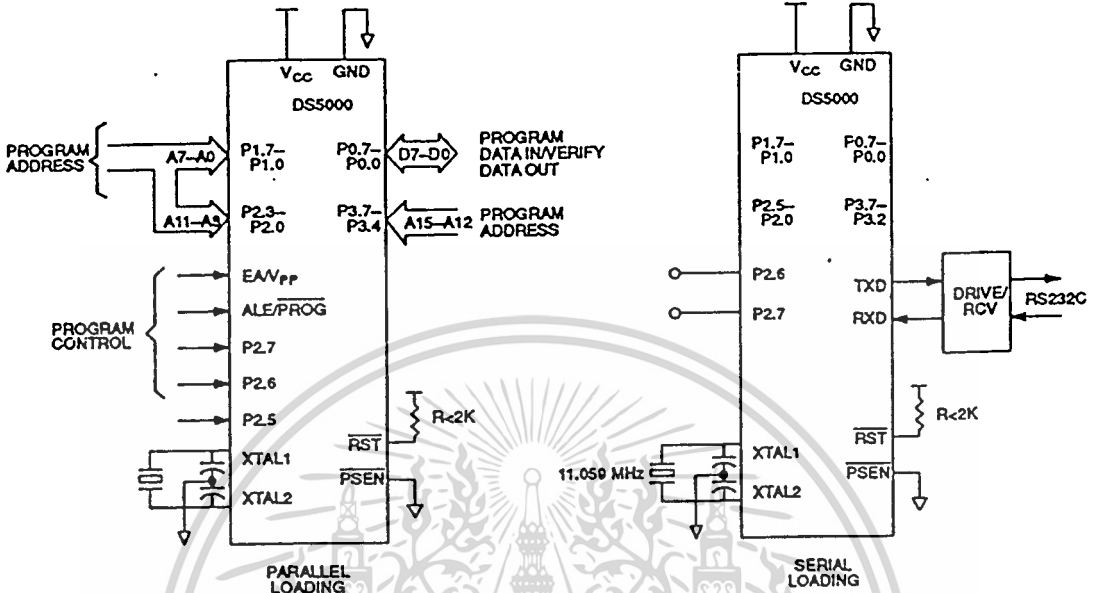 VCC GND
DS5000
PROGRAM
ADDRESS
A7–A0
P1.7–
P1.0
P0.7–
P0.0
D7–D0
PROGRAM
DATA IN/VERIFY
DATA OUT
A11–A8
P2.3–
P2.0
P3.7–
P3.4
A15–A12
PROGRAM
ADDRESS
PROGRAM
CONTROL
EA/VPP
ALE/PROG
P2.7
P2.6
P2.5
R<2K
RST
PSEN
XTAL1
XTAL2
PARALLEL
LOADING
VCC GND
DS5000
P1.7–
P1.0
P0.7–
P0.0
P2.5–
P2.0
P3.7–
P3.2
P2.6
P2.7
TXD
RXD
DRIVE/
RCV
RS232C
R<2K
RST
PSEN
11.059 MHz
XTAL1
XTAL2
SERIAL
LOADING